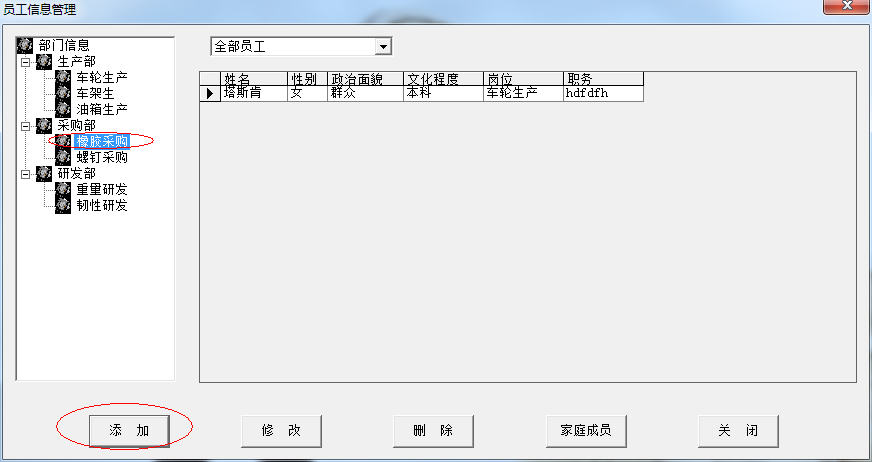 员工信息管理
部门信息
生产部
车轮生产
车架生
油箱生产
采购部
橡胶采购
螺钉采购
研发部
重量研发
韧性研发
全部员工
姓名 性别 政治面貌 文化程度 岗位 职务
塔斯肯 女 群众 本科 车轮生产 hdfdfh
添 加 修 改 删 除 家庭成员 关 闭